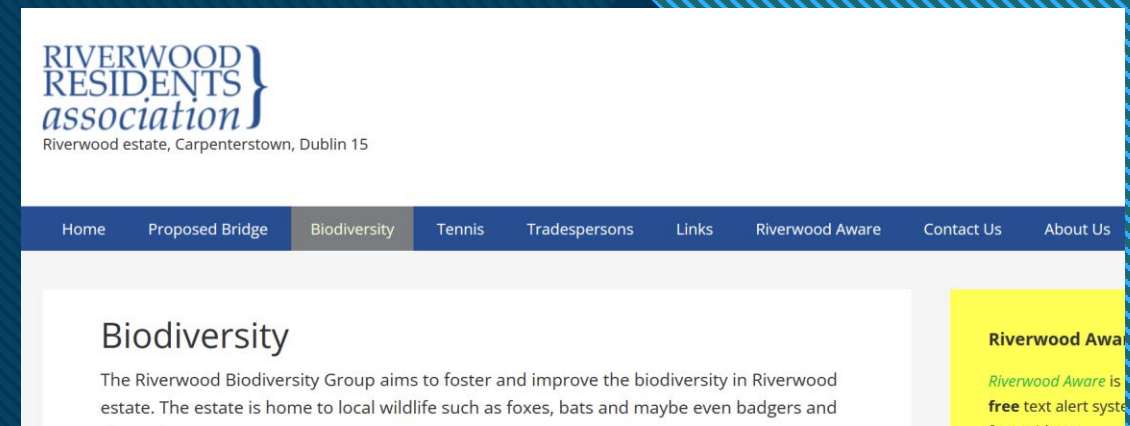 RIVERWOOD
RESIDENTS
association
Riverwood estate, Carpenterstown, Dublin 15
Home Proposed Bridge Biodiversity Tennis Tradespersons Links Riverwood Aware Contact Us About Us
Biodiversity
The Riverwood Biodiversity Group aims to foster and improve the biodiversity in Riverwood
estate. The estate is home to local wildlife such as foxes, bats and maybe even badgers and
Riverwood
Riverwood Aware is
free text alert